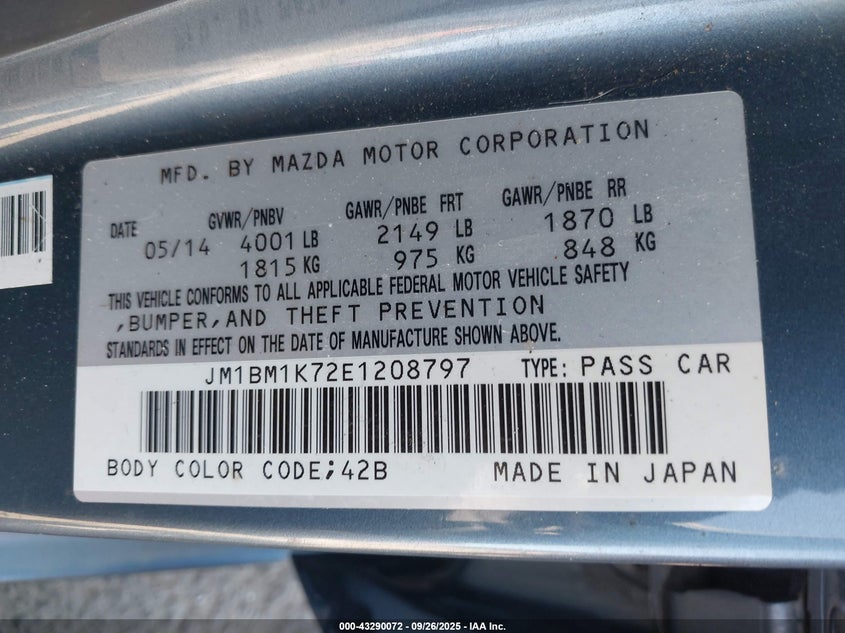 MFD. BY MAZDA MOTOR CORPORATION
DATE GVWR/PNBV GAWR/PNBE FRT GAWR/PNBE RR
05/14 4001 LB 2149 LB 1870 LB
1815 KG 975 KG 848 KG
THIS VEHICLE CONFORMS TO ALL APPLICABLE FEDERAL MOTOR VEHICLE SAFETY
,BUMPER,AND THEFT PREVENTION
STANDARDS IN EFFECT ON THE DATE OF MANUFACTURE SHOWN ABOVE.
JM1BM1K72E1208797 TYPE: PASS CAR
BODY COLOR CODE;42B MADE IN JAPAN
000-43290072 - 09/26/2025 - IAA Inc.